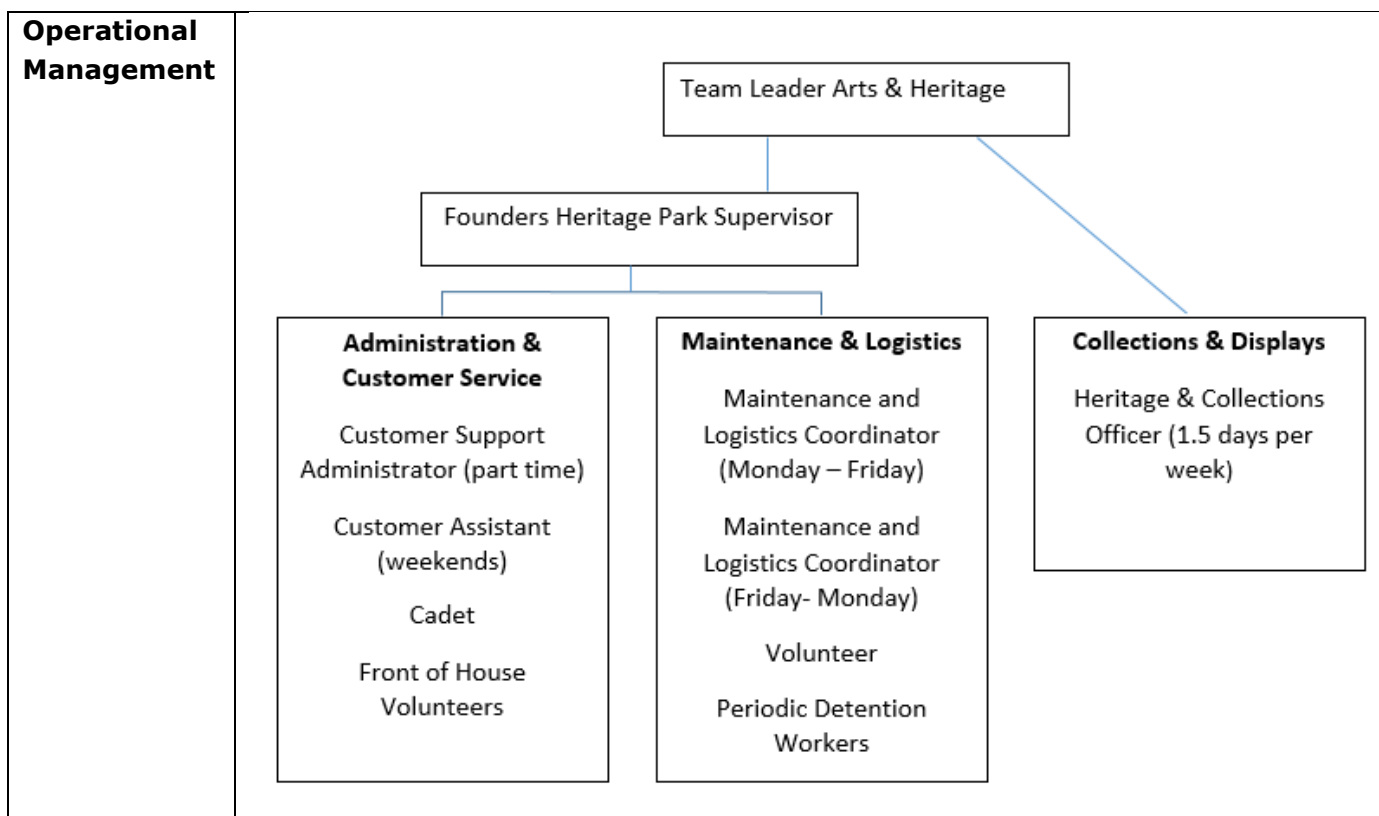 Operational
Management
Team Leader Arts & Heritage
Founders Heritage Park Supervisor
Administration &
Customer Service
Customer Support
Administrator (part time)
Customer Assistant
(weekends)
Cadet
Front of House
Volunteers
Maintenance & Logistics
Maintenance and
Logistics Coordinator
(Monday – Friday)
Maintenance and
Logistics Coordinator
(Friday- Monday)
Volunteer
Periodic Detention
Workers
Collections & Displays
Heritage & Collections
Officer (1.5 days per
week)